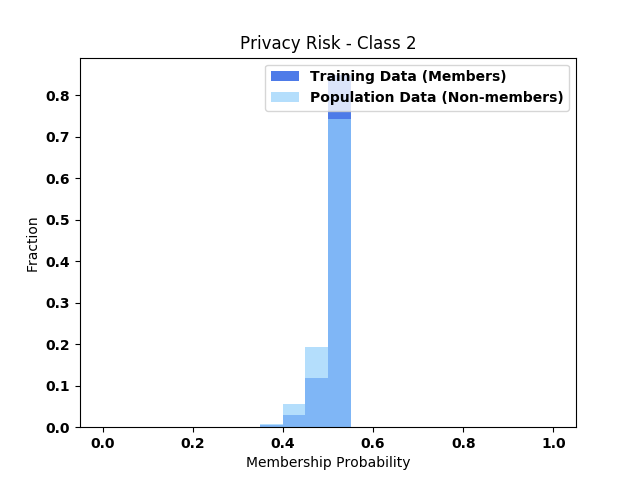 Privacy Risk - Class 2
Training Data (Members)
Population Data (Non-members)
0.8
0.7
0.6
0.5
0.4
0.3
0.2
0.1
0.0
Fraction
0.0 0.2 0.4 0.6 0.8 1.0
Membership Probability